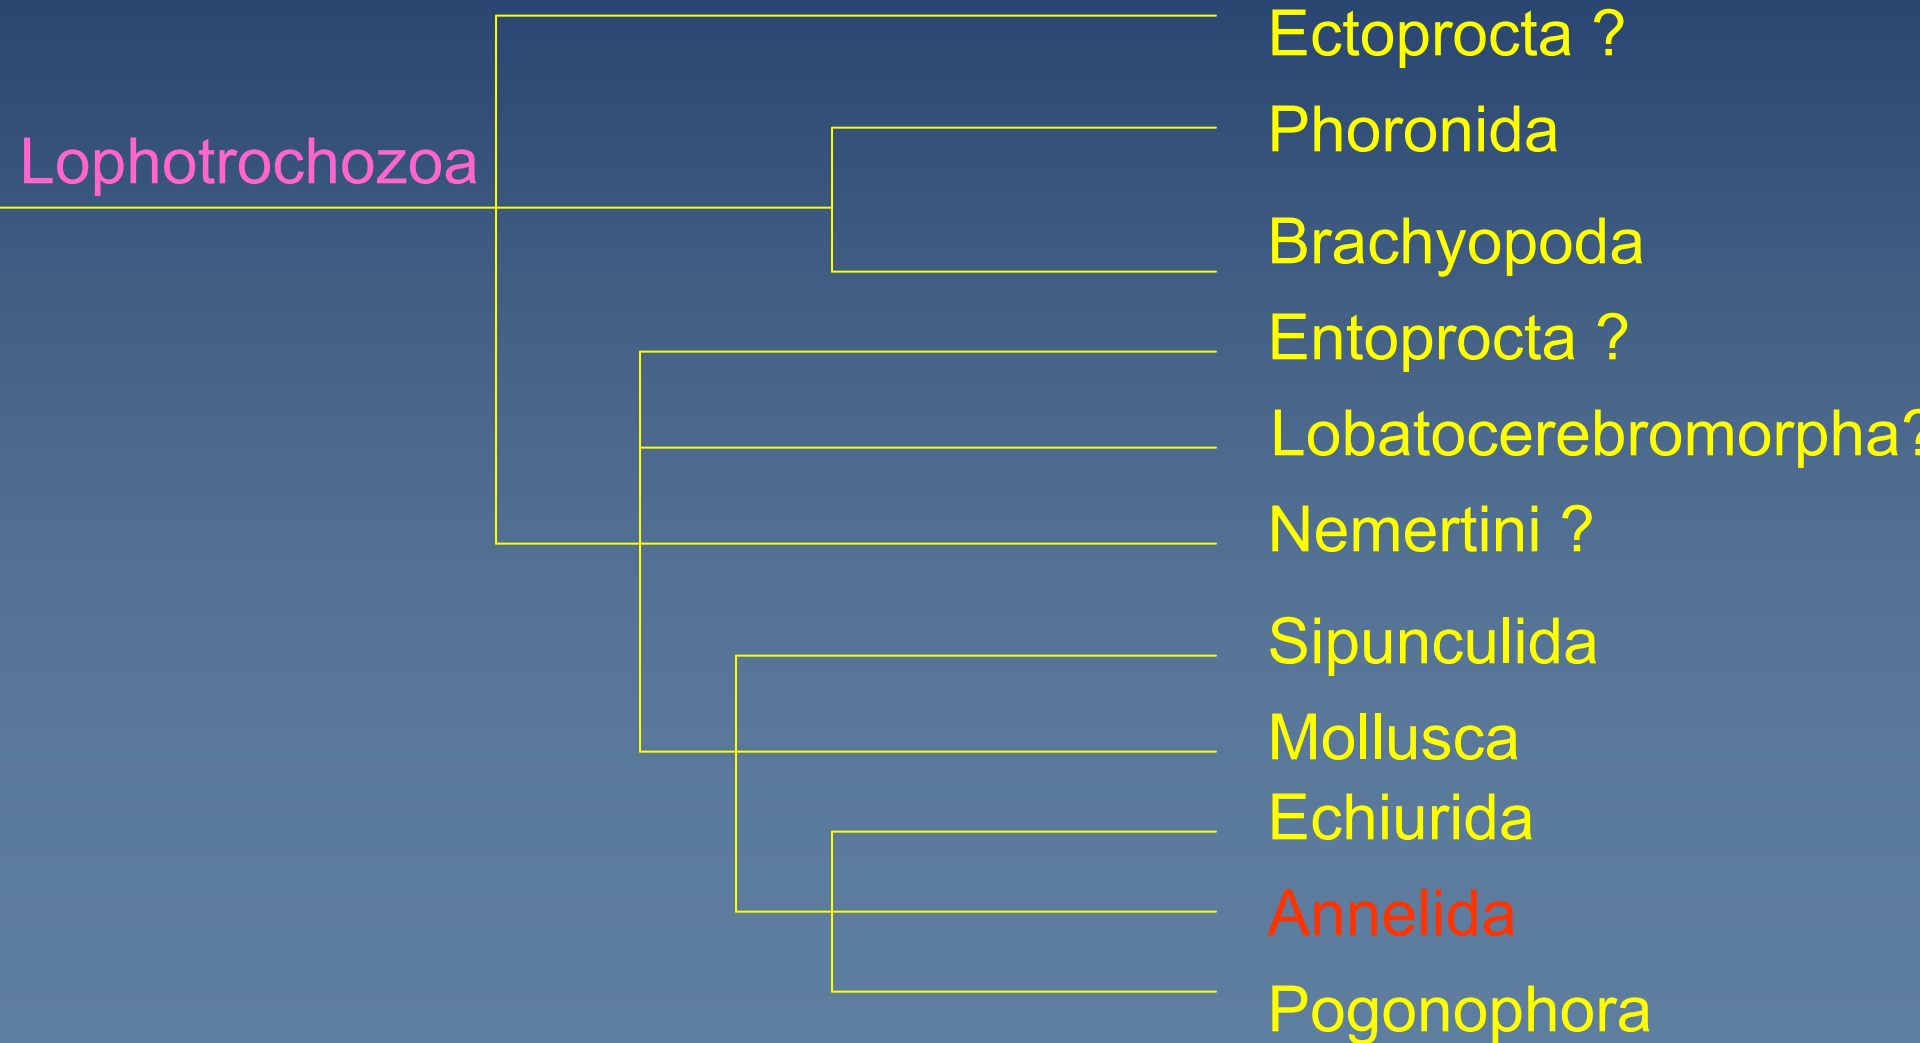 Ectoprocta ?
Phoronida
Lophotrochozoa
Brachyopoda
Entoprocta ?
Lobatocerebromorpha?
Nemertini ?
Sipunculida
Mollusca
Echiurida
Annelida
Pogonophora